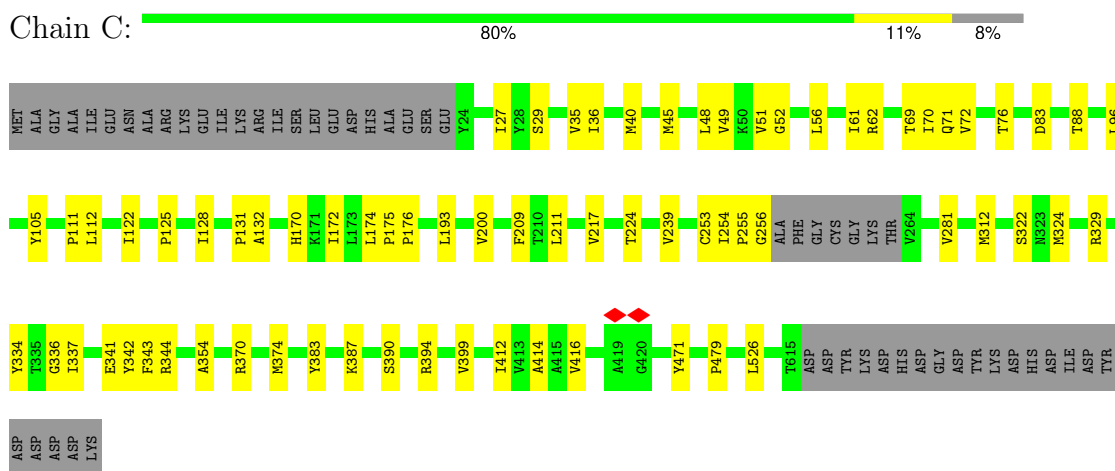 Chain C:
80% 11% 8%
MET ALA GLY ALA ILE GLU ASN ALA ARG LYS GLU ILE LYS ARG ILE SER LEU GLU ASP HIS ALA GLU SER GLU Y24 I27 Y28 S29 V35 I36 M40 M45 L48 V49 K50 V51 G52 L56 I61 R62 T69 I70 Q71 V72 T76 D83 T88 L96
Y105 P111 L112 I122 P125 I128 P131 A132 H170 K171 I172 L173 L174 P175 P176 L193 V200 F209 T210 L211 V217 T224 V239 C253 I254 P255 G256 ALA PHE GLY CYS GLY LYS THR V264 V281 M312 S322 N323 M324 R329
Y334 T335 G336 I337 E341 Y342 F343 R344 A354 R370 M374 Y383 K387 S390 R394 V399 I412 V413 A414 A415 V416 A419 G420 Y471 P479 L526 T615 ASP ASP TYR LYS ASP HIS ASP GLY ASP TYR LYS ASP HIS ASP ILE ASP TYR
ASP ASP ASP ASP LYS